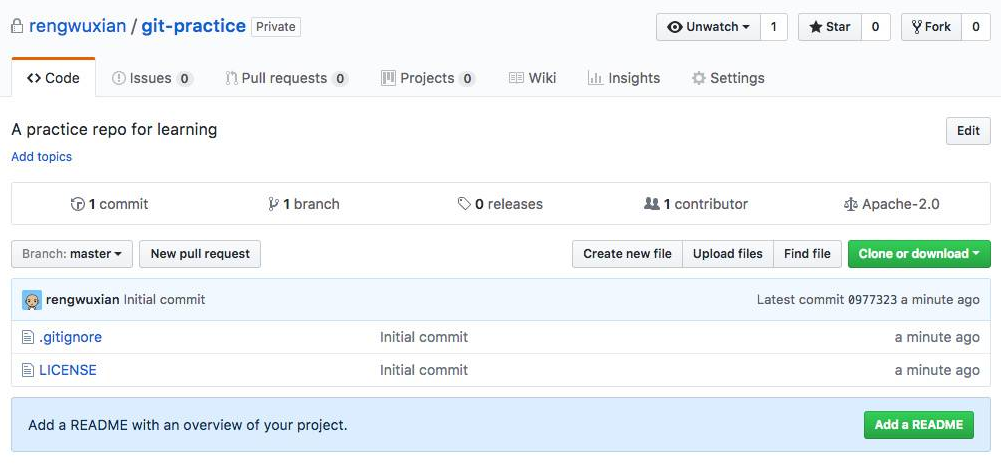 rengwuxian / git-practice Private Unwatch 1 Star 0 Fork 0
Code Issues 0 Pull requests 0 Projects 0 Wiki Insights Settings
A practice repo for learning Edit
Add topics
1 commit 1 branch 0 releases 1 contributor Apache-2.0
Branch: master New pull request Create new file Upload files Find file Clone or download
rengwuxian Initial commit Latest commit 0977323 a minute ago
.gitignore Initial commit a minute ago
LICENSE Initial commit a minute ago
Add a README with an overview of your project. Add a README